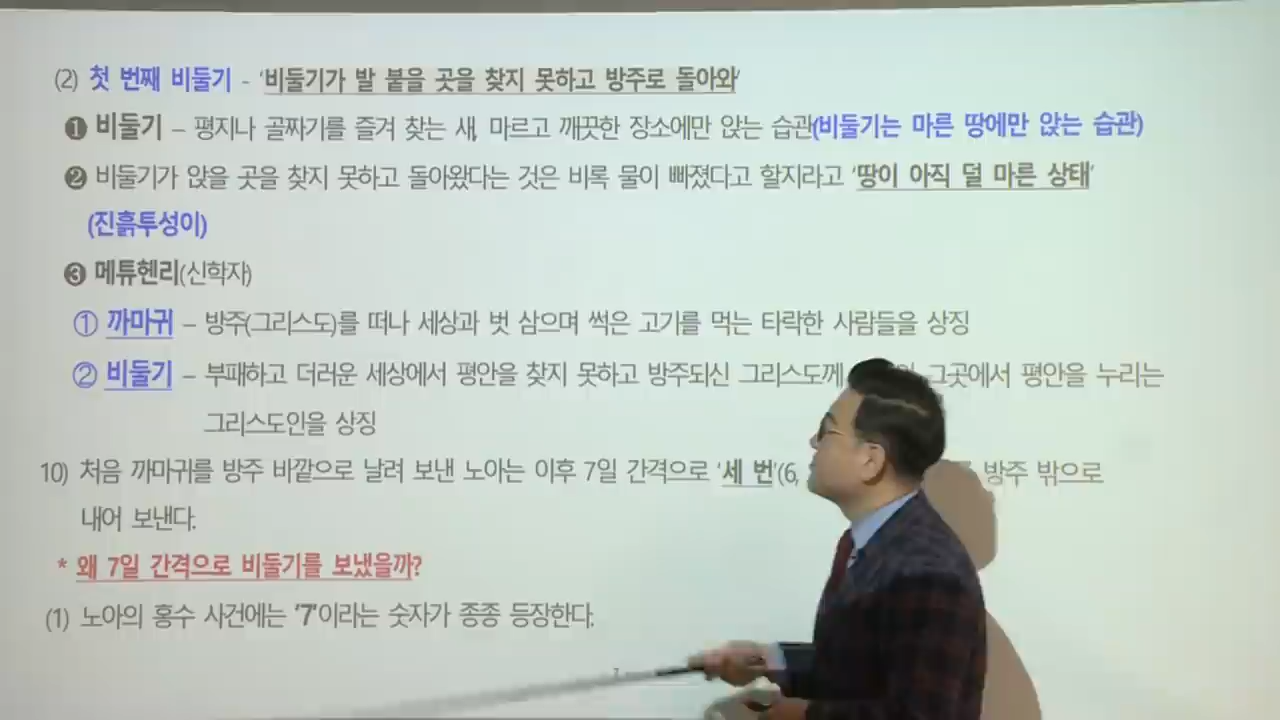 (2) 첫 번째 비둘기 - '비둘기가 발 붙을 곳을 찾지 못하고 방주로 돌아와'
❶ 비둘기 – 평지나 골짜기를 즐겨 찾는 새, 마르고 깨끗한 장소에만 앉는 습관(비둘기는 마른 땅에만 앉는 습관)
❷ 비둘기가 앉을 곳을 찾지 못하고 돌아왔다는 것은 비록 물이 빠졌다고 할지라고 '땅이 아직 덜 마른 상태'
(진흙투성이)
❸ 메튜헨리(신학자)
① 까마귀 – 방주(그리스도)를 떠나 세상과 벗 삼으며 썩은 고기를 먹는 타락한 사람들을 상징
② 비둘기 – 부패하고 더러운 세상에서 평안을 찾지 못하고 방주되신 그리스도께 그곳에서 평안을 누리는
그리스도인을 상징
10) 처음 까마귀를 방주 바깥으로 날려 보낸 노아는 이후 7일 간격으로 '세 번'(6, 방주 밖으로
내어 보낸다.
* 왜 7일 간격으로 비둘기를 보냈을까?
(1) 노아의 홍수 사건에는 '7'이라는 숫자가 종종 등장한다.